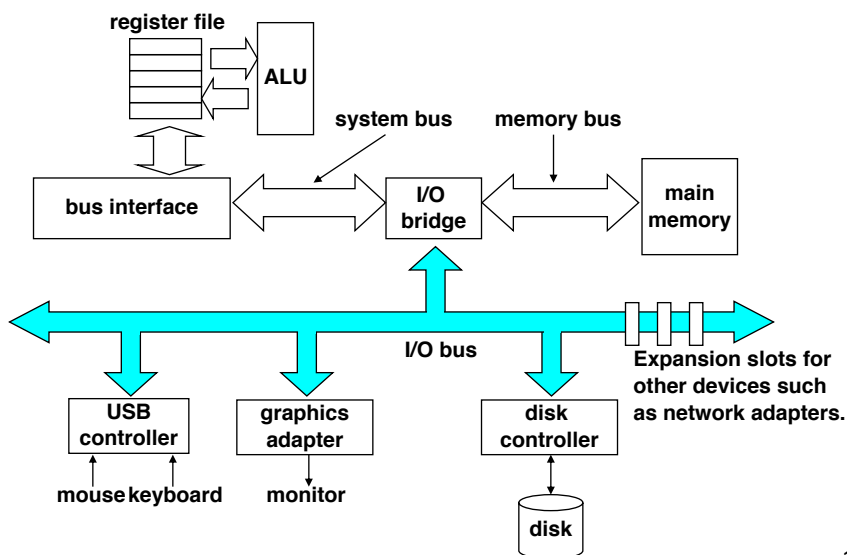 register file
ALU
system bus
memory bus
bus interface
I/O
bridge
main
memory
I/O bus
Expansion slots for
other devices such
as network adapters.
USB
controller
graphics
adapter
disk
controller
mouse
keyboard
monitor
disk